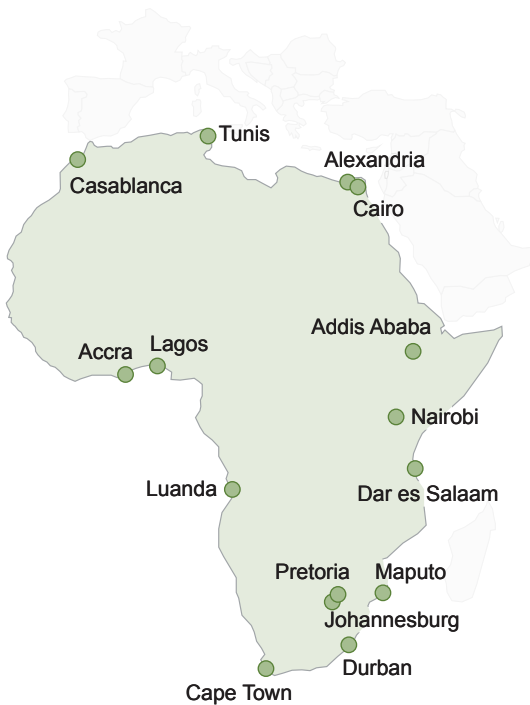 Tunis
Alexandria
Casablanca
Cairo
Addis Ababa
Lagos
Accra
Nairobi
Luanda
Dar es Salaam
Pretoria
Maputo
Johannesburg
Durban
Cape Town